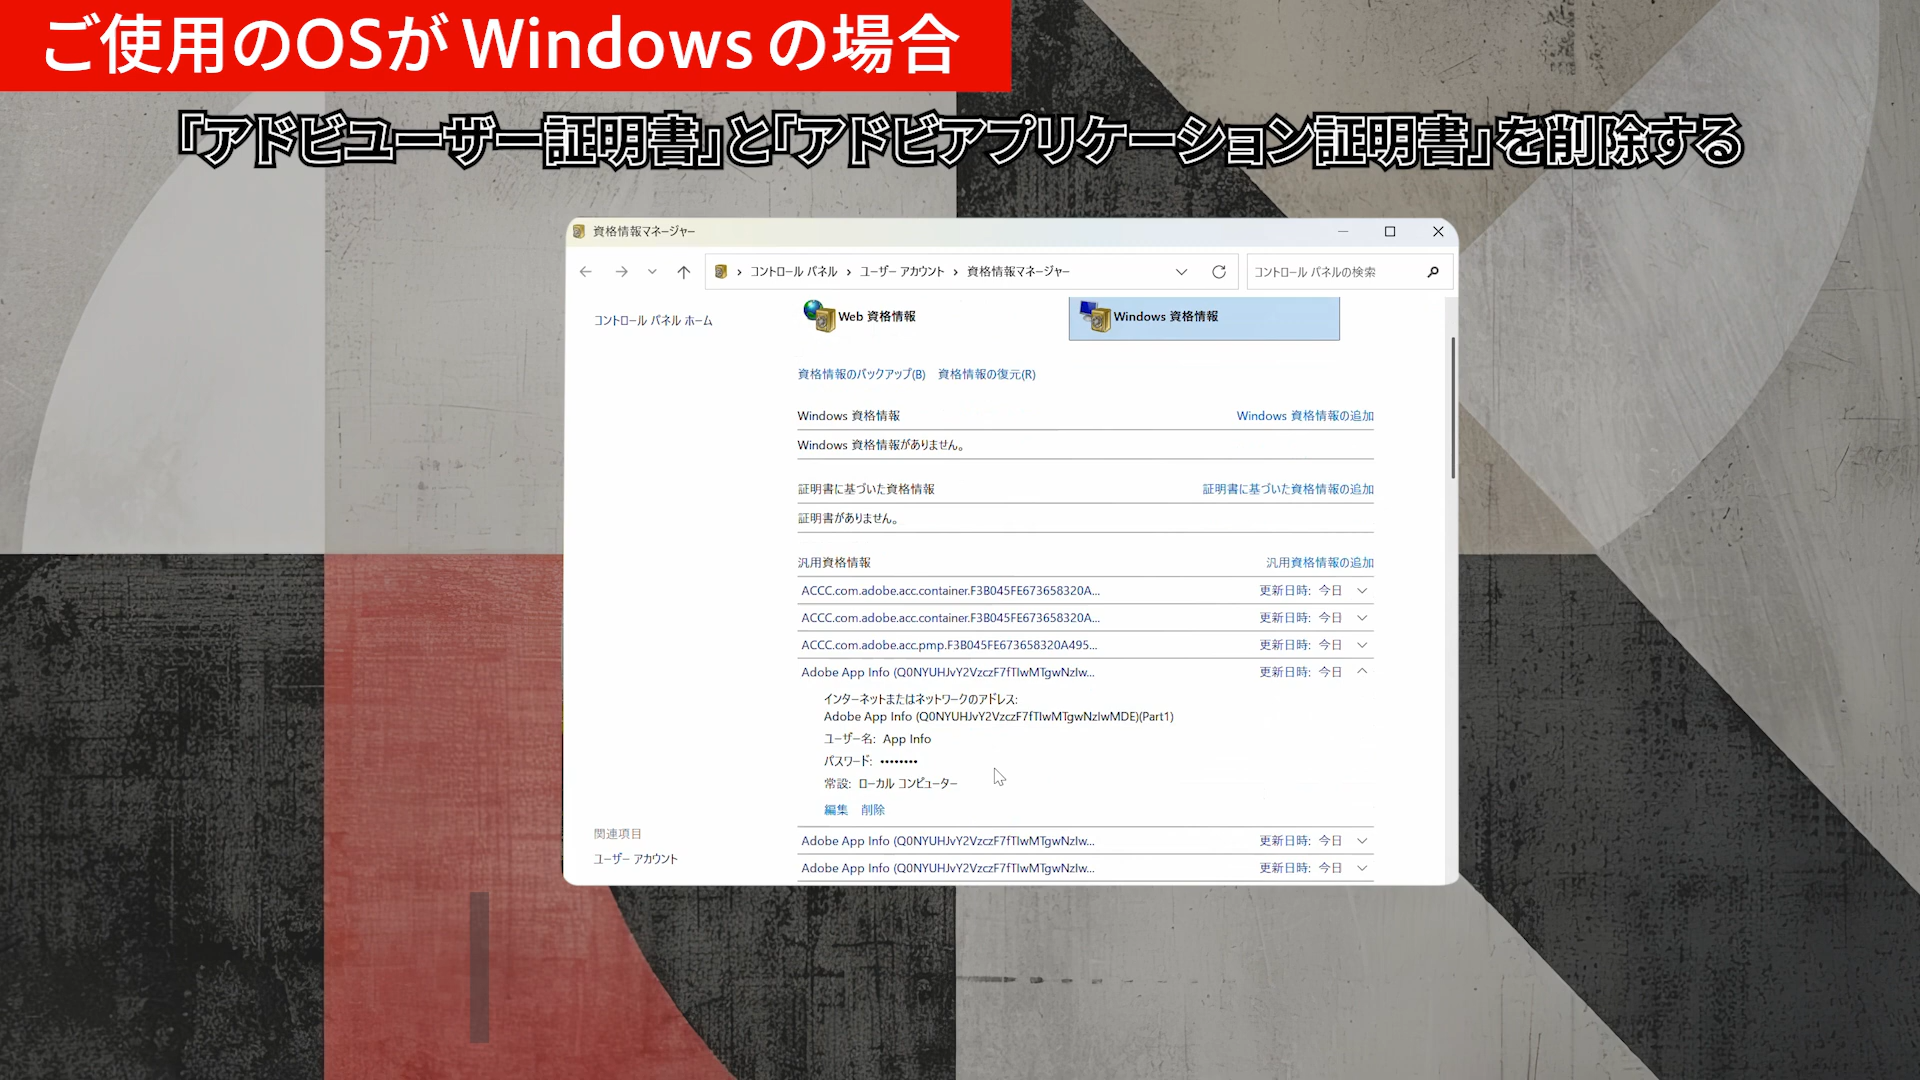 ご使用のOSが Windows の場合
「アドビユーザー証明書」と「アドビアプリケーション証明書」を削除する
資格情報マネージャー
コントロール パネル › ユーザー アカウント › 資格情報マネージャー
コントロール パネルの検索
コントロール パネル ホーム
Web 資格情報
Windows 資格情報
資格情報のバックアップ(B) 資格情報の復元(R)
Windows 資格情報 Windows 資格情報の追加
Windows 資格情報がありません。
証明書に基づいた資格情報 証明書に基づいた資格情報の追加
証明書がありません。
汎用資格情報 汎用資格情報の追加
ACCC.com.adobe.acc.container.F3B045FE673658320A... 更新日時: 今日
ACCC.com.adobe.acc.container.F3B045FE673658320A... 更新日時: 今日
ACCC.com.adobe.acc.pmp.F3B045FE673658320A495... 更新日時: 今日
Adobe App Info (Q0NYUHJvY2VzczF7fTIwMTgwNzIw... 更新日時: 今日
インターネットまたはネットワークのアドレス:
Adobe App Info (Q0NYUHJvY2VzczF7fTIwMTgwNzIwMDE)(Part1)
ユーザー名: App Info
パスワード: ••••••••
常設: ローカル コンピューター
編集 削除
Adobe App Info (Q0NYUHJvY2VzczF7fTIwMTgwNzIw... 更新日時: 今日
Adobe App Info (Q0NYUHJvY2VzczF7fTIwMTgwNzIw... 更新日時: 今日
関連項目
ユーザー アカウント